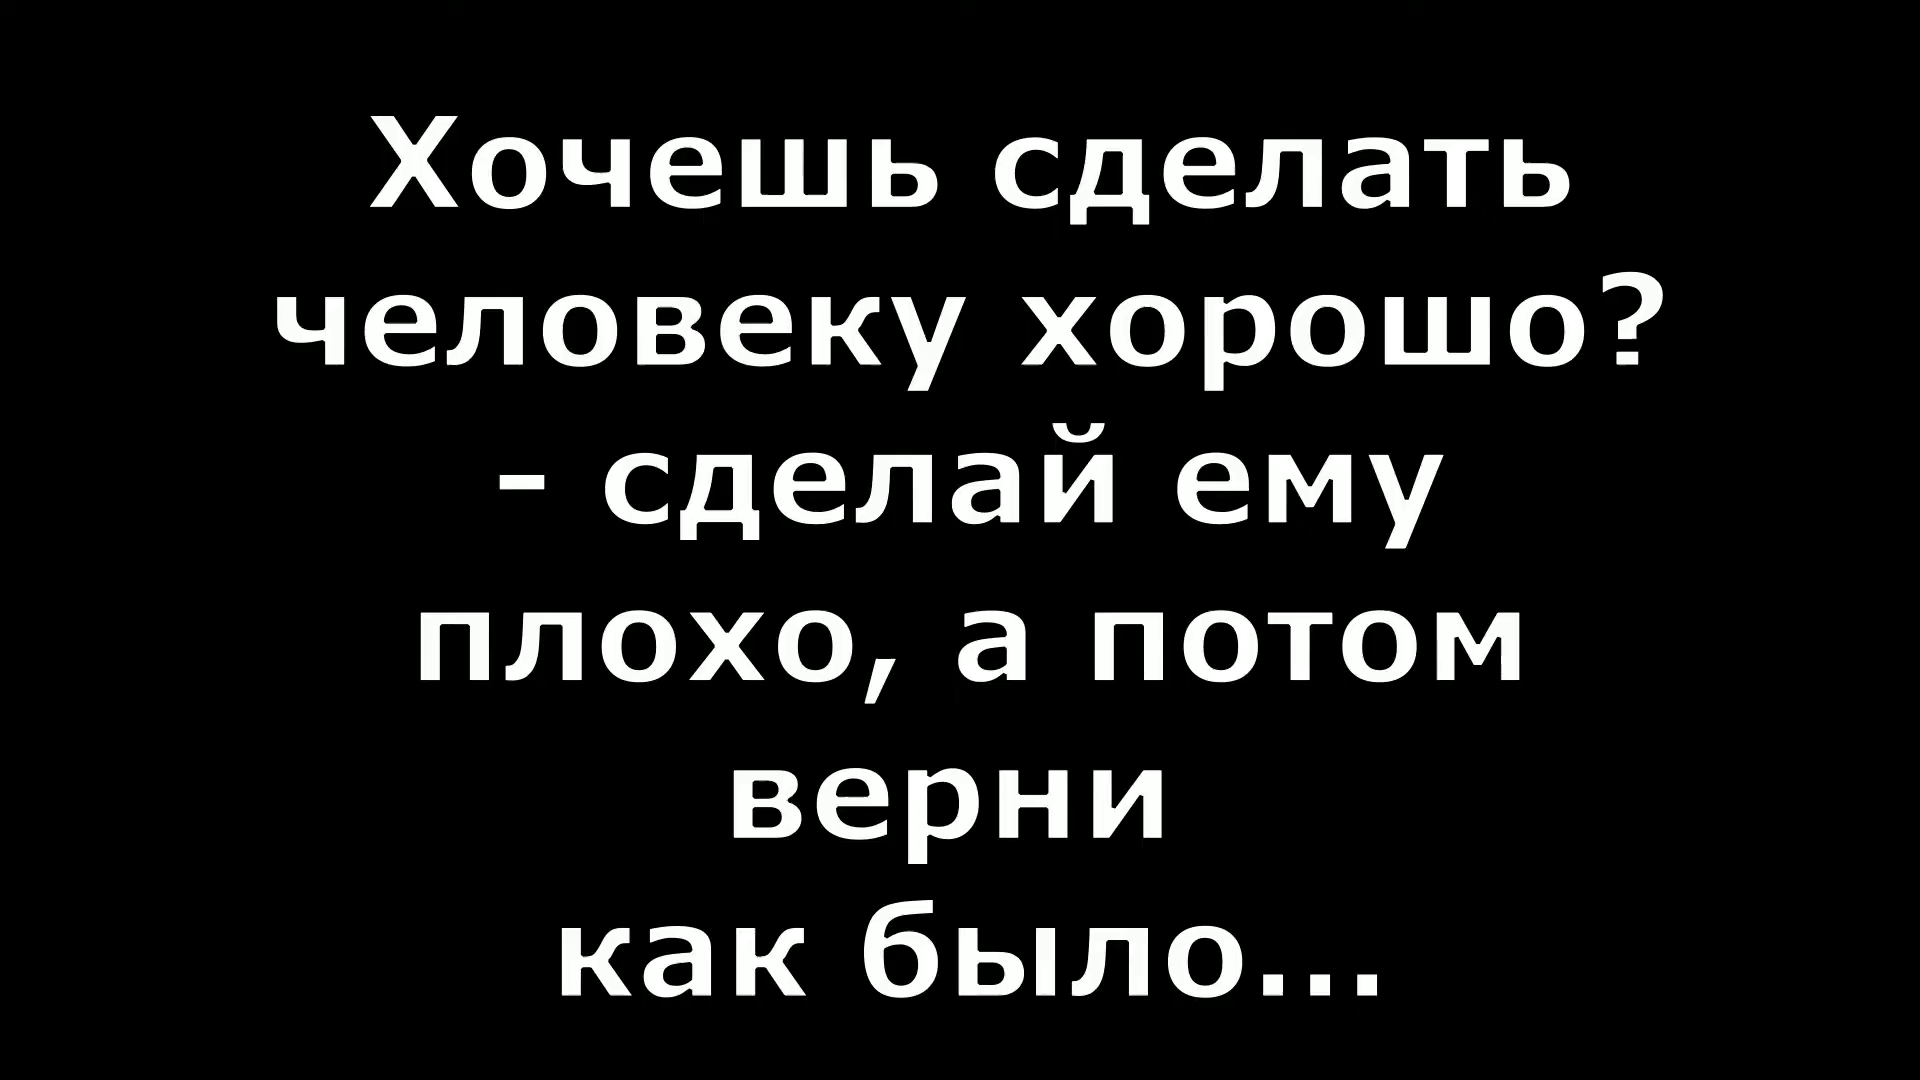 Хочешь сделать
человеку хорошо?
- сделай ему
плохо, а потом
верни
как было...